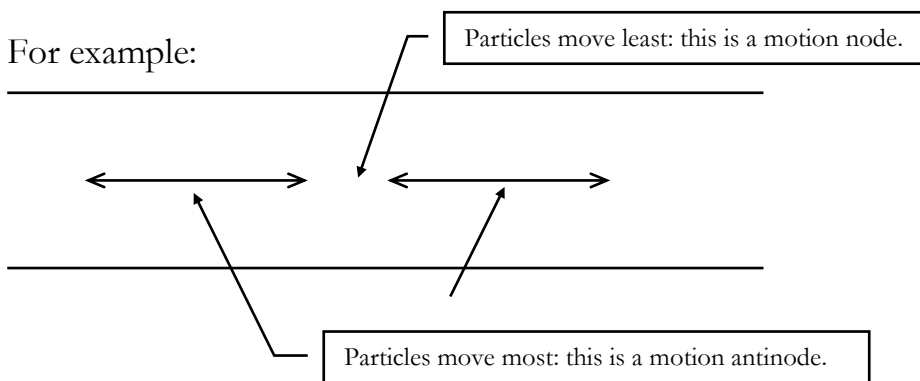 Particles move least: this is a motion node.
For example:
Particles move most: this is a motion antinode.